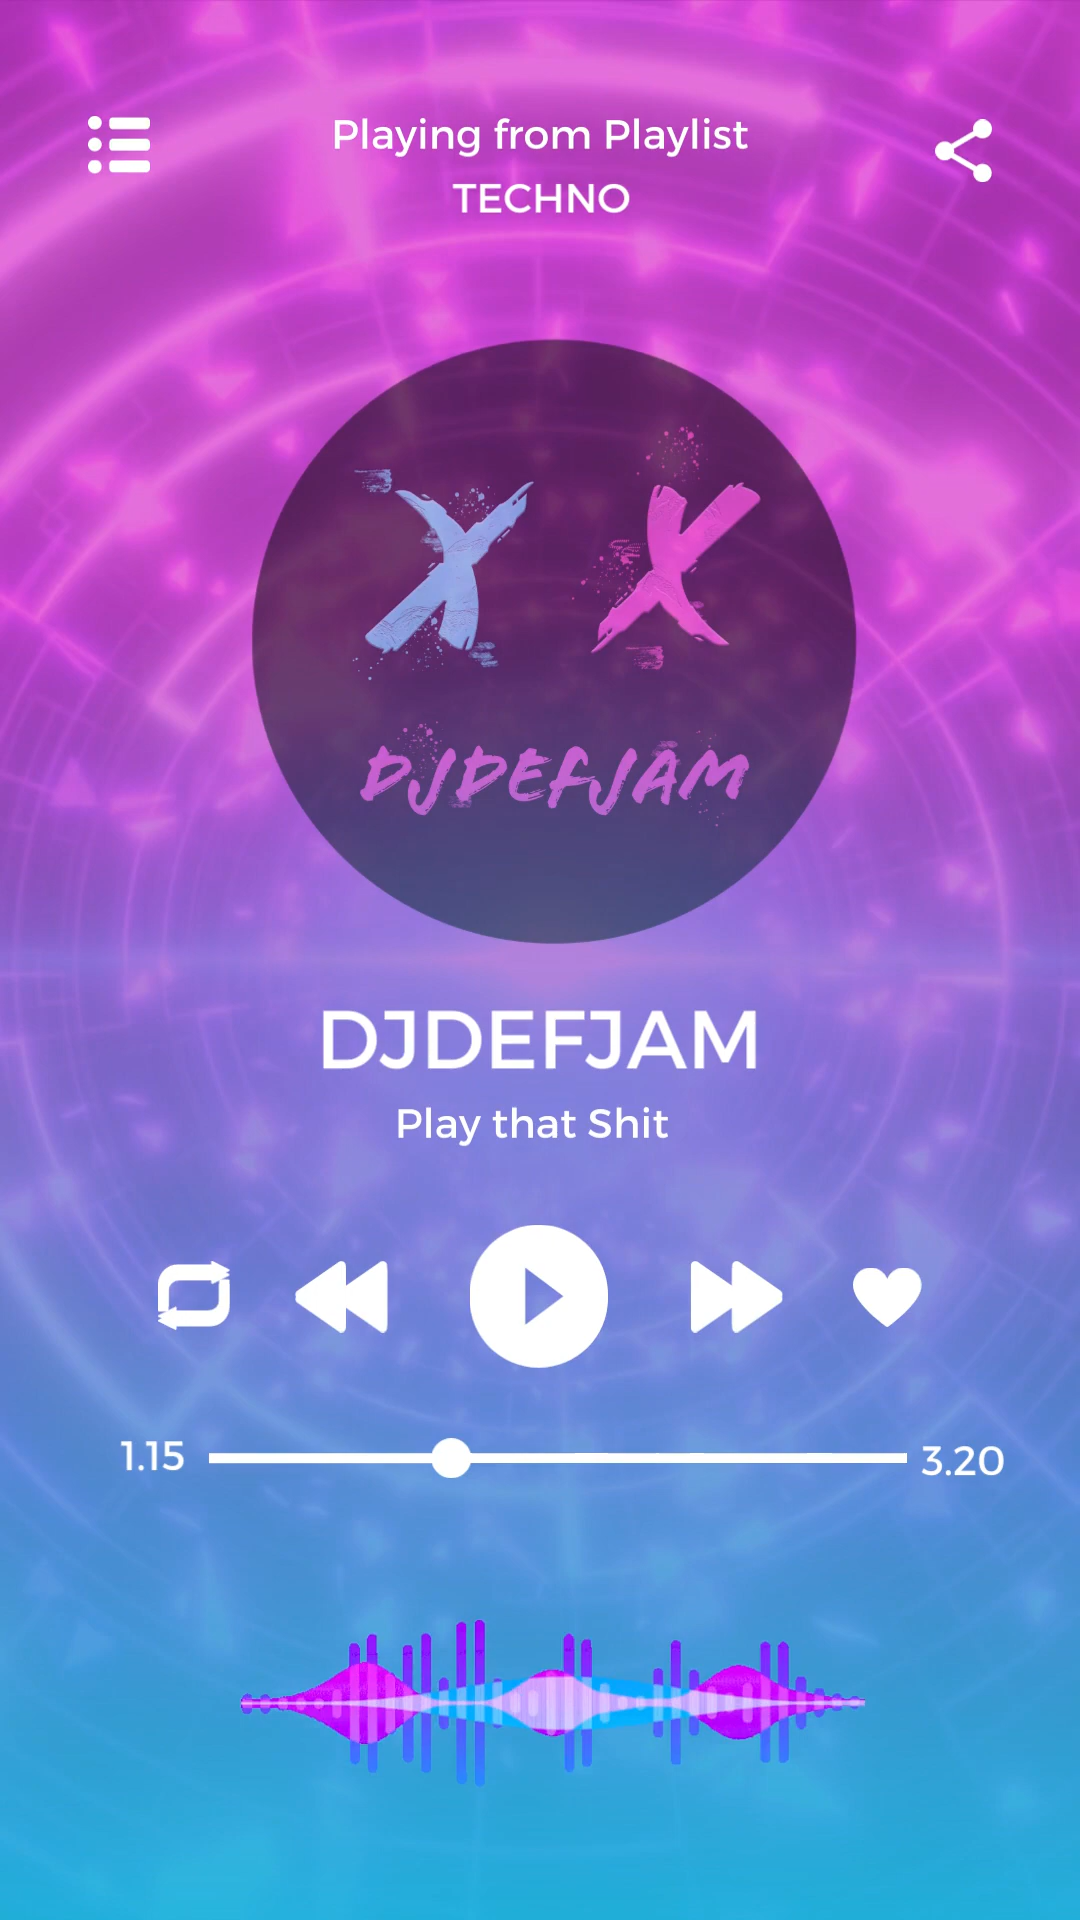 Playing from Playlist
TECHNO
X X
DJDEFJAM
DJDEFJAM
Play that Shit
1.15
3.20